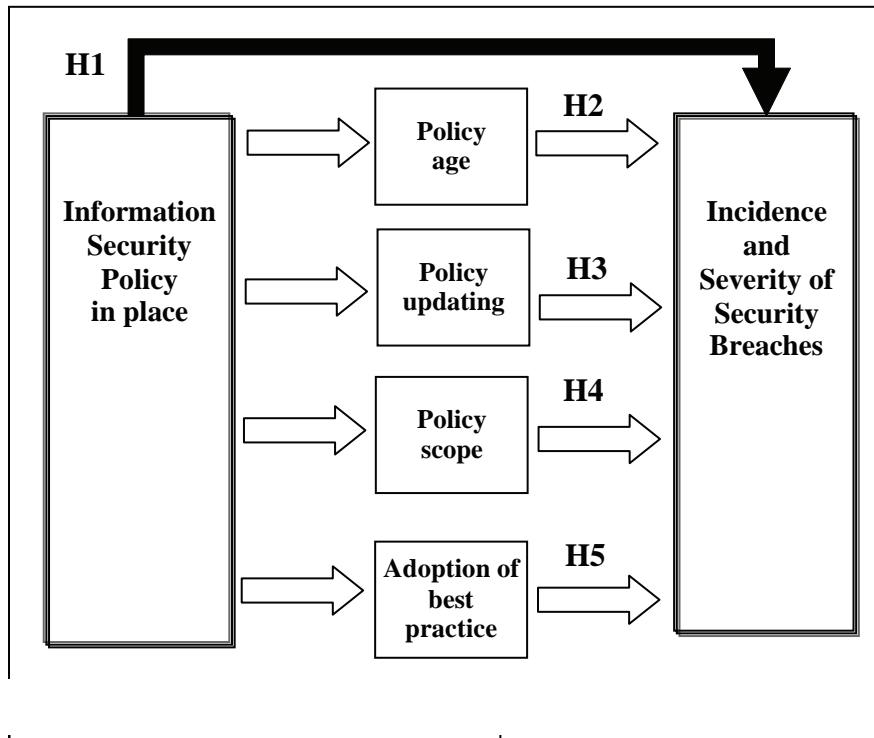 H1
Information
Security
Policy
in place
Policy
age
H2
Policy
updating
H3
Policy
scope
H4
Adoption of
best
practice
H5
Incidence
and
Severity of
Security
Breaches